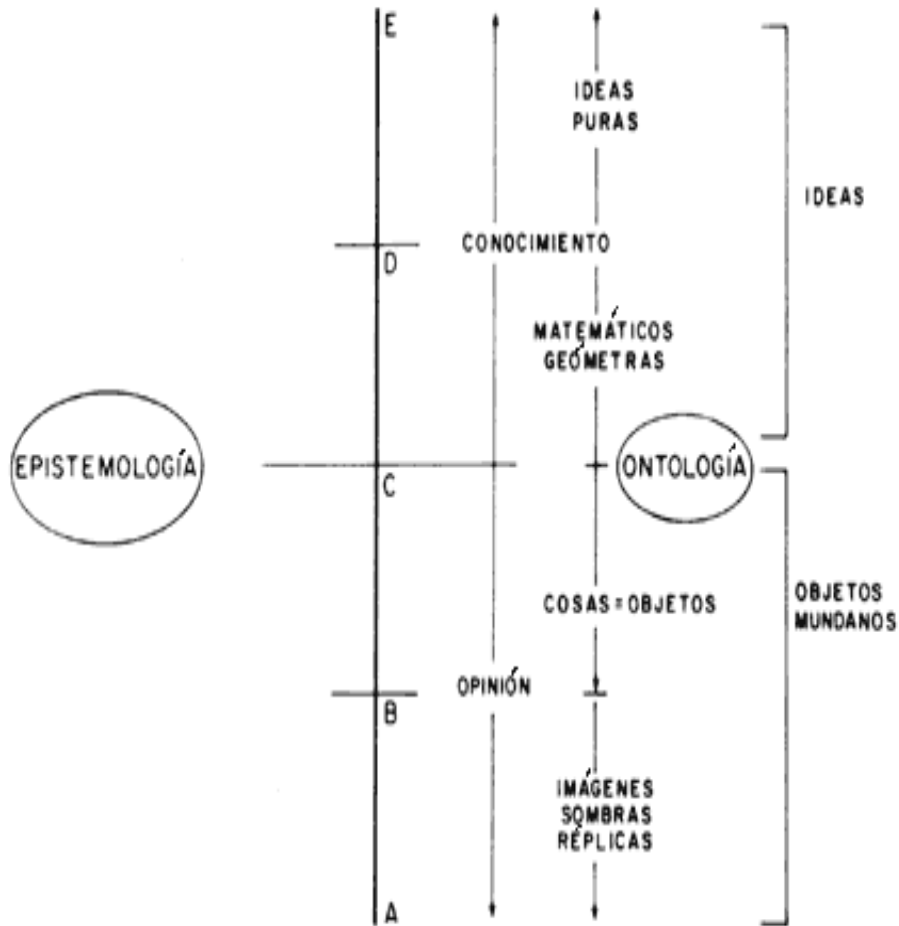 E
IDEAS
PURAS
IDEAS
CONOCIMIENTO
D
MATEMÁTICOS
GEÓMETRAS
EPISTEMOLOGÍA
ONTOLOGÍA
C
COSAS = OBJETOS
OBJETOS
MUNDANOS
OPINIÓN
B
IMÁGENES
SOMBRAS
RÉPLICAS
A